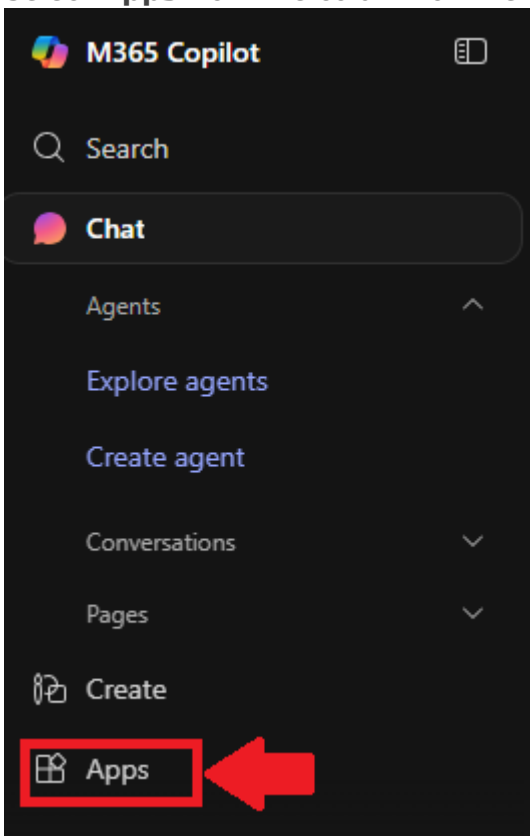 M365 Copilot
Search
Chat
Agents
Explore agents
Create agent
Conversations
Pages
Create
Apps